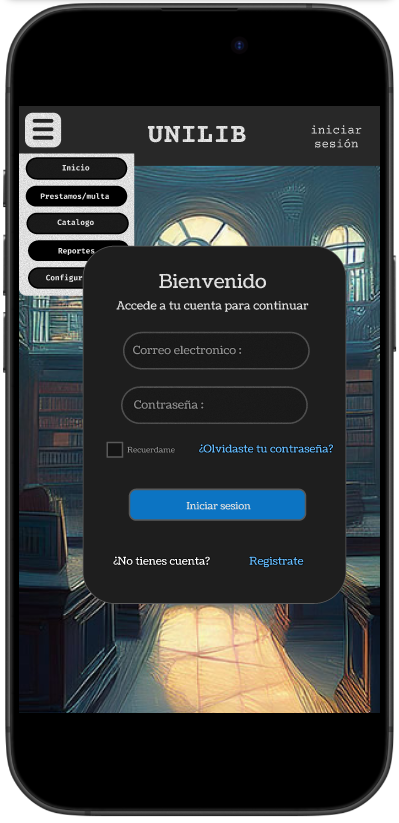 UNILIB
iniciar
sesión
Inicio
Prestamos/multa
Catalogo
Reportes
Configur
Bienvenido
Accede a tu cuenta para continuar
Correo electronico :
Contraseña :
Recuerdame
¿Olvidaste tu contraseña?
Iniciar sesion
¿No tienes cuenta?
Registrate